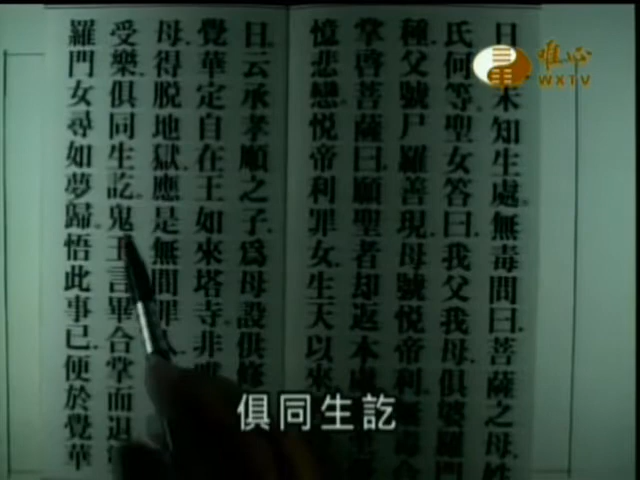 未知生處。無毒問曰。菩薩之母。姓
氏何等。聖女答曰。我父我母。俱婆羅門
種。父號尸羅善現。母號悅帝利。無毒合
掌啓菩薩曰。願聖者却返本處
憶悲戀。悅帝利罪女。生天以來
日。云承孝順之子。爲母設供修
覺華定自在王如來塔寺。非
母。得脫地獄。應是無間罪人
受樂。俱同生訖。鬼王言畢。合掌而退
羅門女。尋如夢歸。悟此事已。便於覺華
唯心
WXTV
俱同生訖